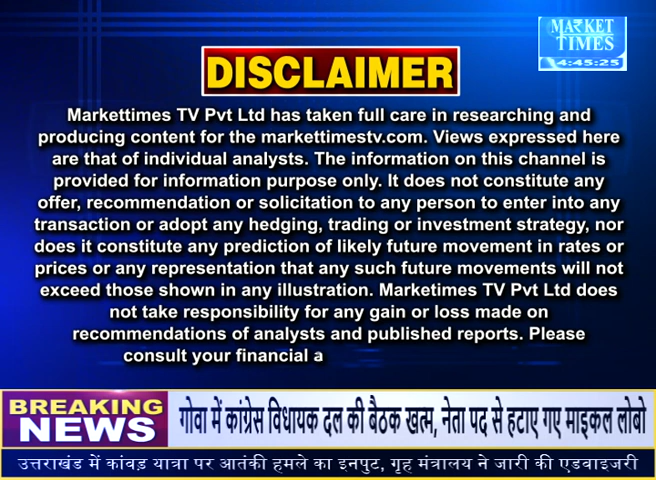 MARKET
TIMES
4:45:25
DISCLAIMER
Markettimes TV Pvt Ltd has taken full care in researching and
producing content for the markettimestv.com. Views expressed here
are that of individual analysts. The information on this channel is
provided for information purpose only. It does not constitute any
offer, recommendation or solicitation to any person to enter into any
transaction or adopt any hedging, trading or investment strategy, nor
does it constitute any prediction of likely future movement in rates or
prices or any representation that any such future movements will not
exceed those shown in any illustration. Marketimes TV Pvt Ltd does
not take responsibility for any gain or loss made on
recommendations of analysts and published reports. Please
consult your financial a
BREAKING
NEWS
गोवा में कांग्रेस विधायक दल की बैठक खत्म, नेता पद से हटाए गए माइकल लोबो
उत्तराखंड में कांवड़ यात्रा पर आतंकी हमले का इनपुट, गृह मंत्रालय ने जारी की एडवाइजरी